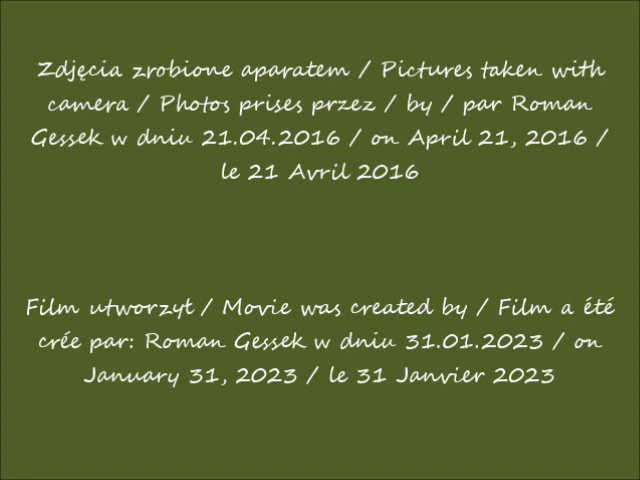 Zdjęcia zrobione aparatem / Pictures taken with
camera / Photos prises przez / by / par Roman
Gessek w dniu 21.04.2016 / on April 21, 2016 /
le 21 Avril 2016
Film utworzył / Movie was created by / Film a été
crée par: Roman Gessek w dniu 31.01.2023 / on
January 31, 2023 / le 31 Janvier 2023